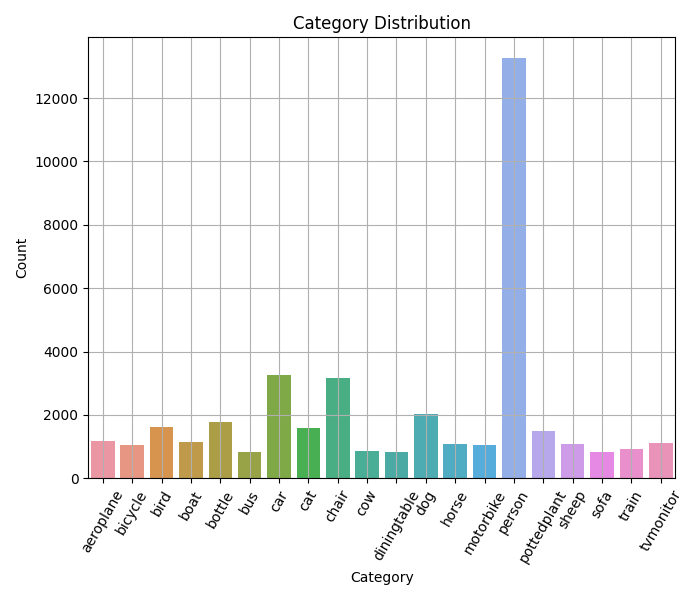 Category Distribution
Count
12000
10000
8000
6000
4000
2000
0
aeroplane
bicycle
bird
boat
bottle
bus
car
cat
chair
cow
diningtable
dog
horse
motorbike
person
pottedplant
sheep
sofa
train
tvmonitor
Category